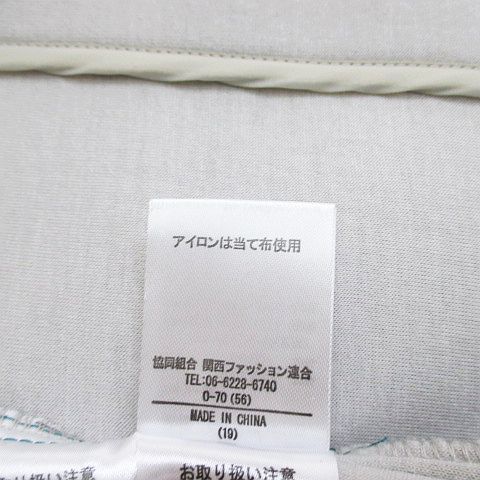 アイロンは当て布使用
協同組合 関西ファッション連合
TEL:06-6228-6740
0-70 (56)
MADE IN CHINA
(19)
お取り扱い注意